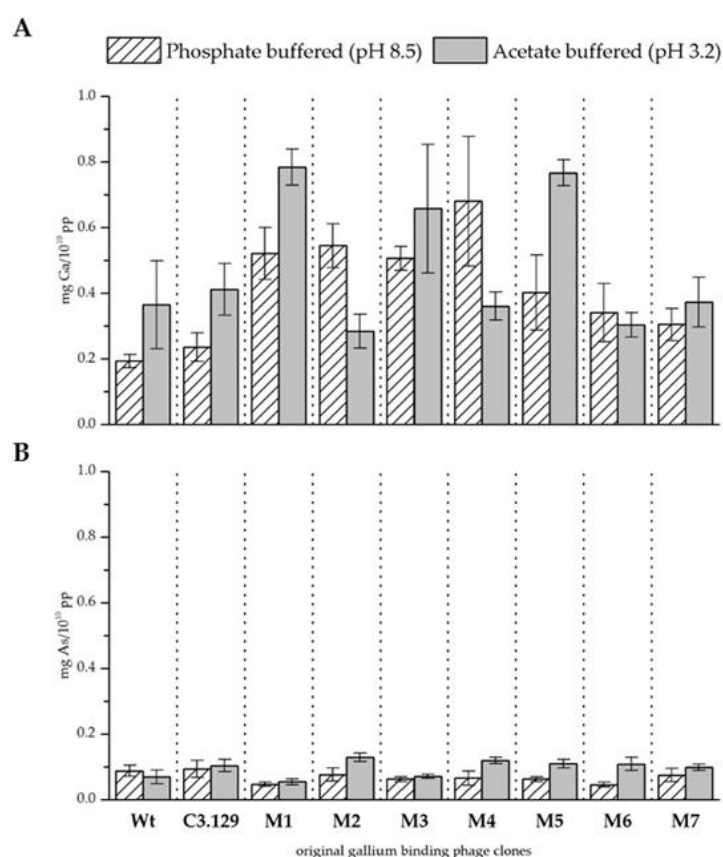 A
Phosphate buffered (pH 8.5) Acetate buffered (pH 3.2)
1.0
0.8
0.6
0.4
0.2
0.0
mg Ga/10¹⁰ pp
B
1.0
0.8
0.6
0.4
0.2
0.0
mg As/10¹⁰ pp
Wt C3.129 M1 M2 M3 M4 M5 M6 M7
original gallium binding phage clones